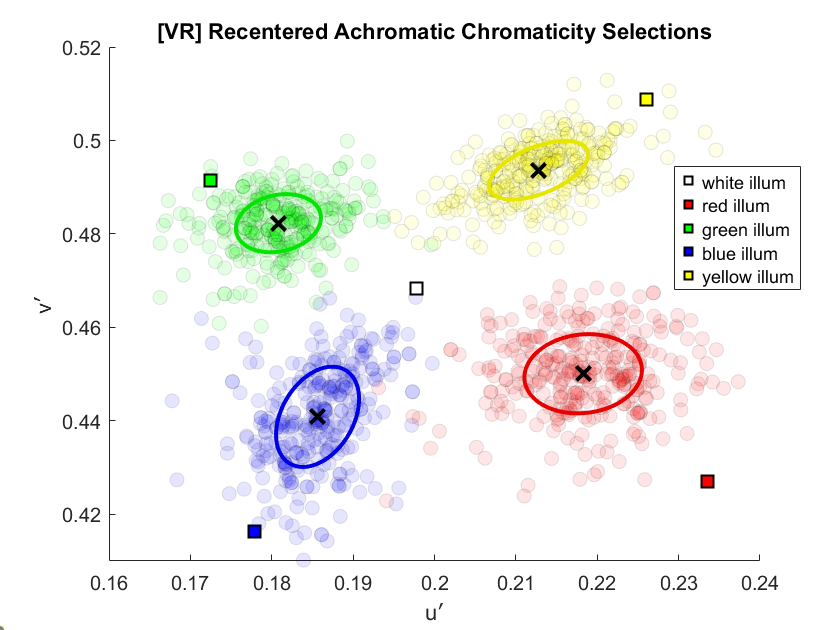 [VR] Recentered Achromatic Chromaticity Selections
0.52
0.5
0.48
0.46
0.44
0.42
v′
white illum
red illum
green illum
blue illum
yellow illum
0.16 0.17 0.18 0.19 0.2 0.21 0.22 0.23 0.24
u′